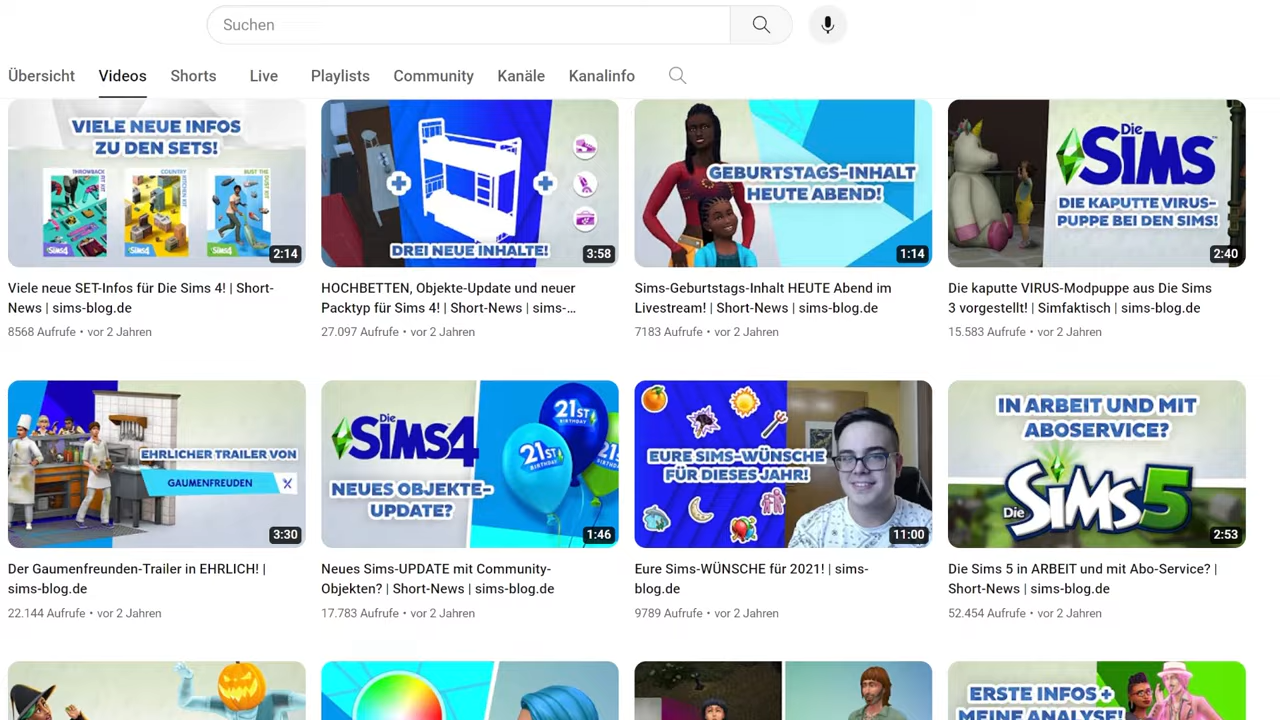 Suchen
Übersicht
Videos
Shorts
Live
Playlists
Community
Kanäle
Kanalinfo
VIELE NEUE INFOS
ZU DEN SETS!
THROWBACK
COUNTRY
BUST THE
2:14
DREI NEUE INHALTE!
3:58
GEBURTSTAGS-INHALT
HEUTE ABEND!
1:14
Die
SiMS
DIE KAPUTTE VIRUS-
PUPPE BEI DEN SIMS!
2:40
Viele neue SET-Infos für Die Sims 4! | Short-
News | sims-blog.de
8568 Aufrufe • vor 2 Jahren
HOCHBETTEN, Objekte-Update und neuer
Packtyp für Sims 4! | Short-News | sims-...
27.097 Aufrufe • vor 2 Jahren
Sims-Geburtstags-Inhalt HEUTE Abend im
Livestream! | Short-News | sims-blog.de
7183 Aufrufe • vor 2 Jahren
Die kaputte VIRUS-Modpuppe aus Die Sims
3 vorgestellt! | Simfaktisch | sims-blog.de
15.583 Aufrufe • vor 2 Jahren
EHRLICHER TRAILER VON
GAUMENFREUDEN
3:30
Die
SiMS4
NEUES OBJEKTE-
UPDATE?
21ST
BIRTHDAY
21ST
BIRTHDAY
1:46
EURE SIMS-WÜNSCHE
FÜR DIESES JAHR!
11:00
IN ARBEIT UND MIT
ABOSERVICE?
Die
SiMS5
2:53
Der Gaumenfreunden-Trailer in EHRLICH! |
sims-blog.de
22.144 Aufrufe • vor 2 Jahren
Neues Sims-UPDATE mit Community-
Objekten? | Short-News | sims-blog.de
17.783 Aufrufe • vor 2 Jahren
Eure Sims-WÜNSCHE für 2021! | sims-
blog.de
9789 Aufrufe • vor 2 Jahren
Die Sims 5 in ARBEIT und mit Abo-Service? |
Short-News | sims-blog.de
52.454 Aufrufe • vor 2 Jahren
ERSTE INFOS +
MEINE ANALYSE!